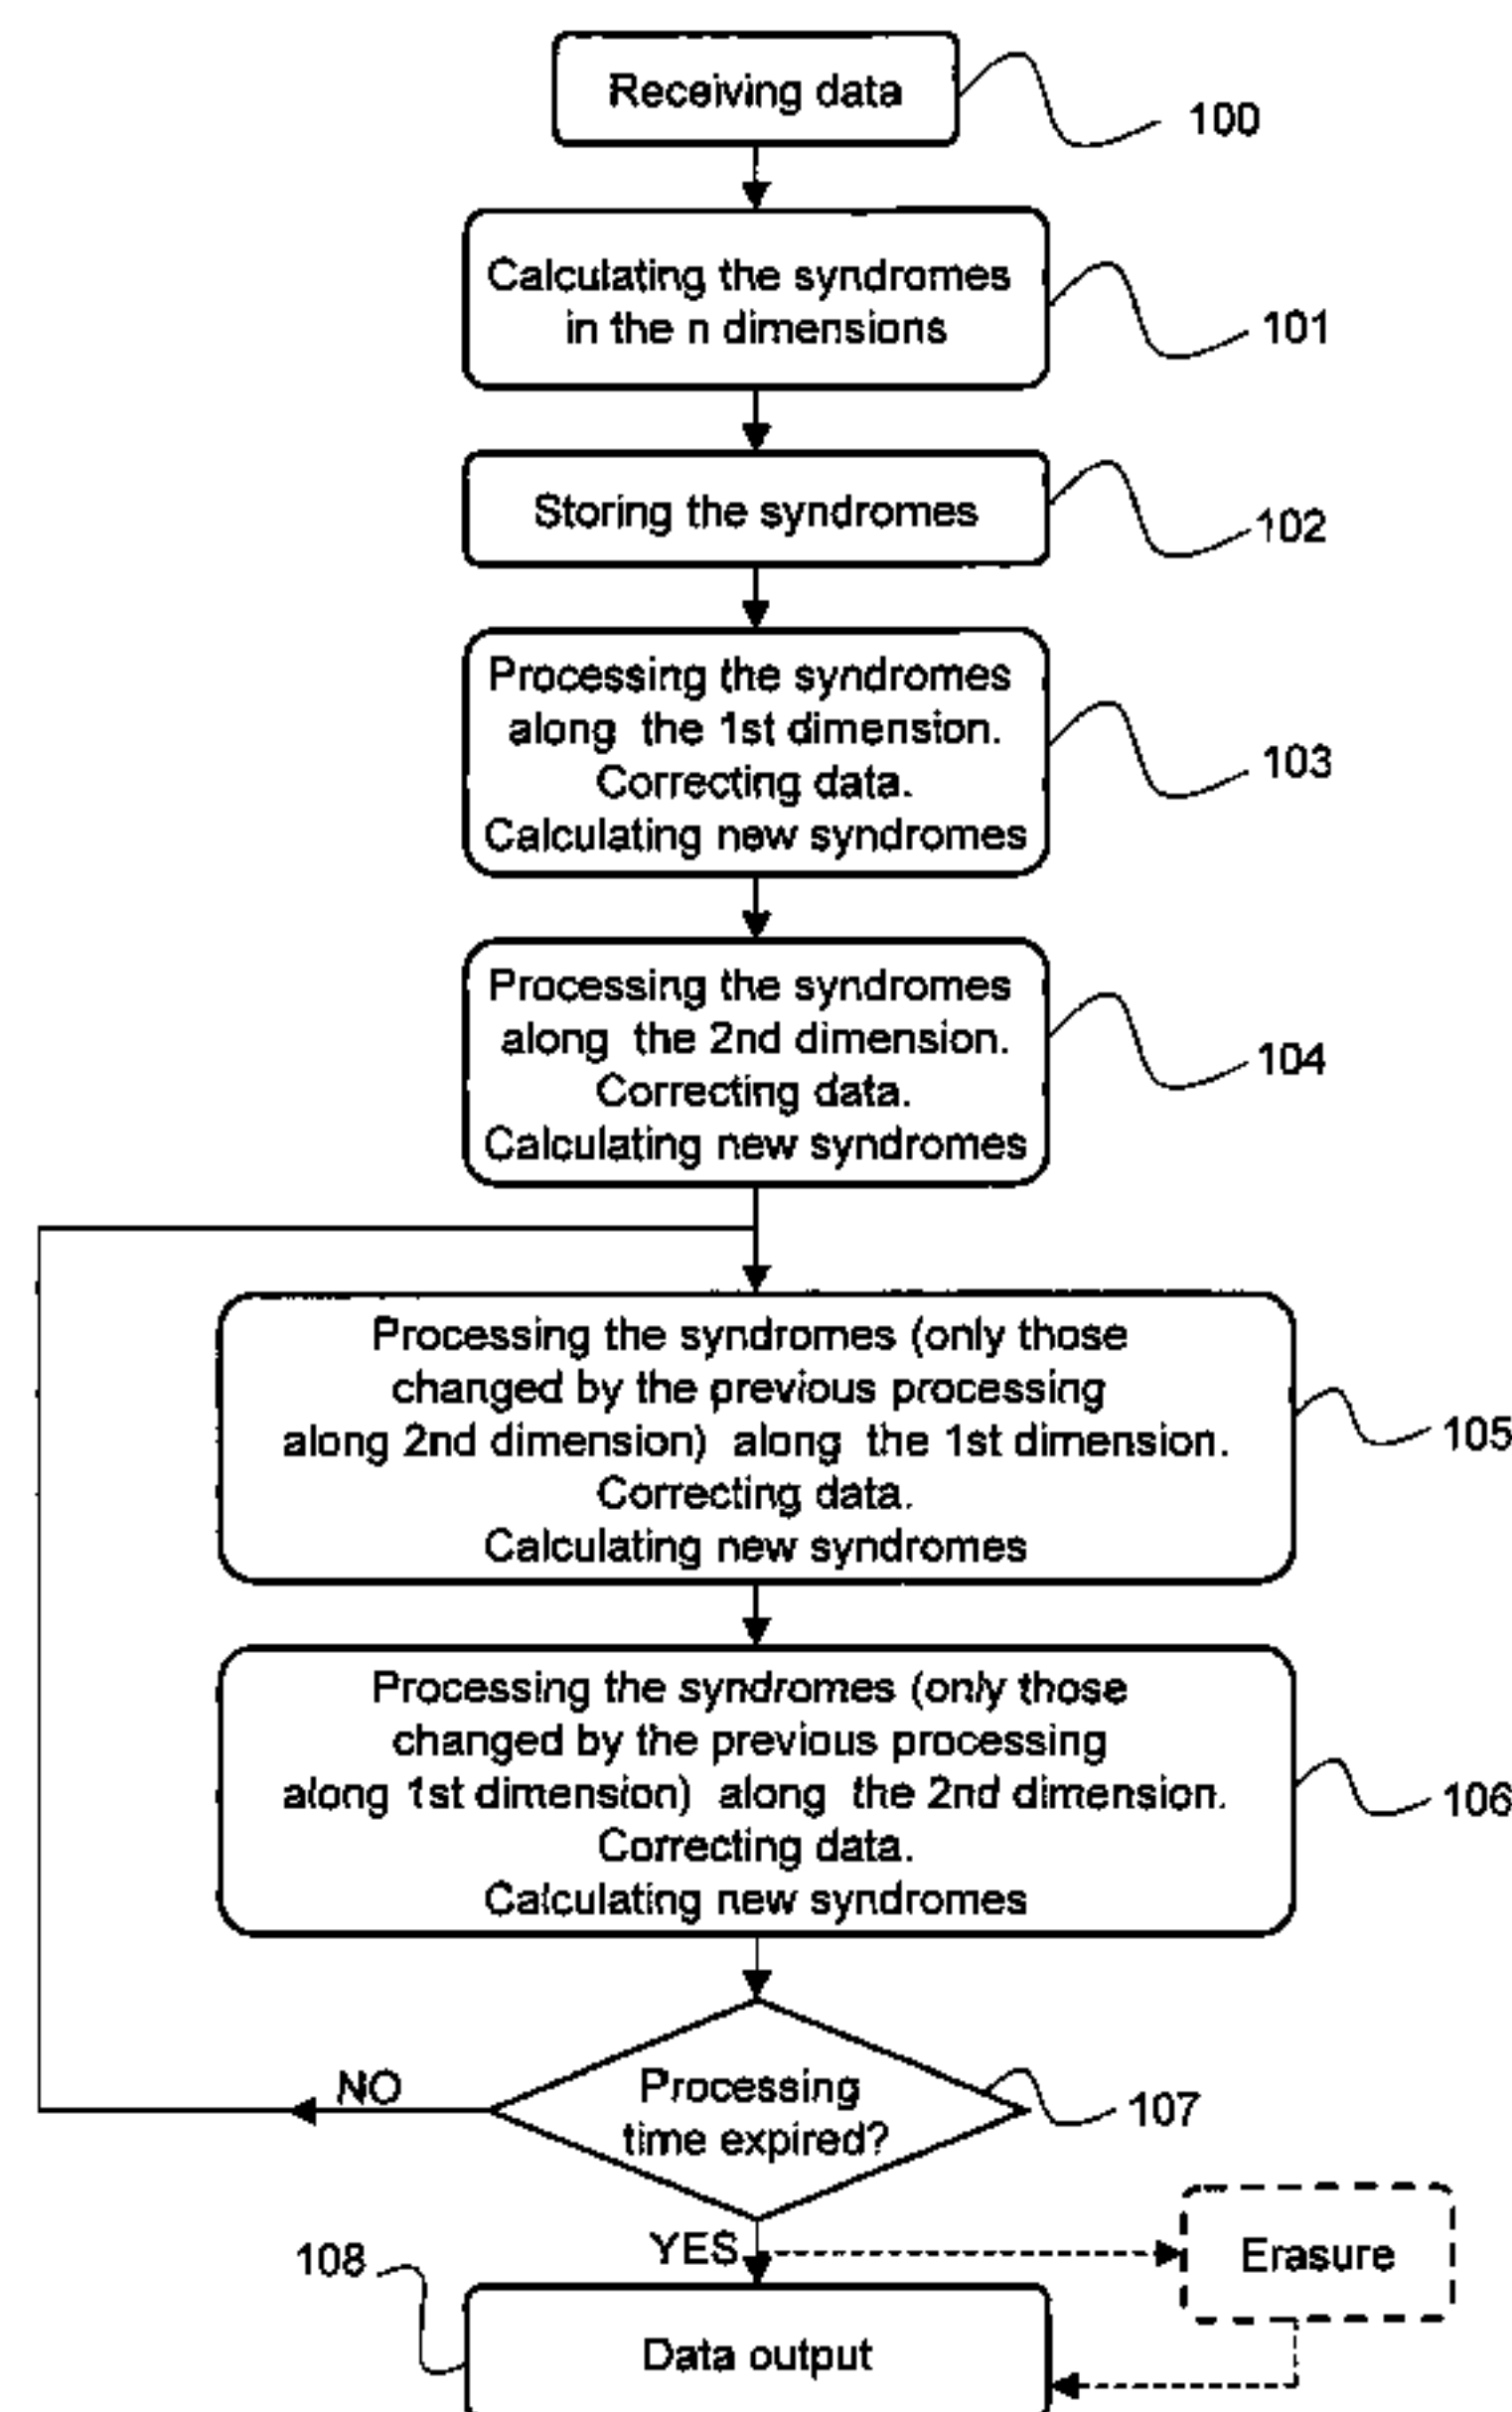 Receiving data
100
Calculating the syndromes
in the n dimensions
101
Storing the syndromes
102
Processing the syndromes
along the 1st dimension.
Correcting data.
Calculating new syndromes
103
Processing the syndromes
along the 2nd dimension.
Correcting data.
Calculating new syndromes
104
Processing the syndromes (only those
changed by the previous processing
along 2nd dimension) along the 1st dimension.
Correcting data.
Calculating new syndromes
105
Processing the syndromes (only those
changed by the previous processing
along 1st dimension) along the 2nd dimension.
Correcting data.
Calculating new syndromes
106
NO
Processing
time expired?
107
YES
Erasure
108
Data output